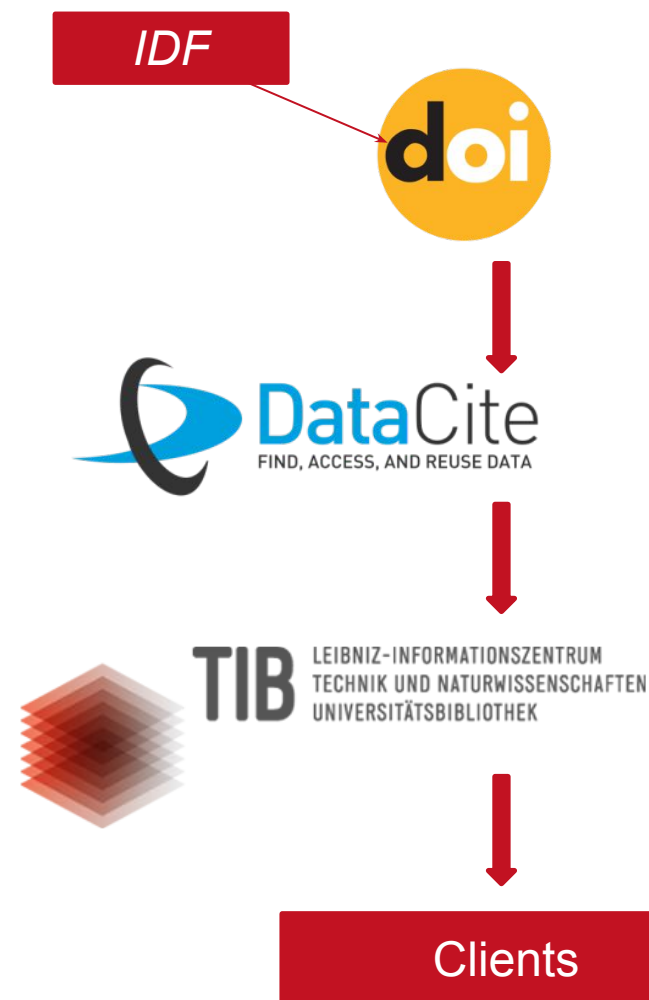 IDF
doi
DataCite
FIND, ACCESS, AND REUSE DATA
TIB
LEIBNIZ-INFORMATIONSZENTRUM
TECHNIK UND NATURWISSENSCHAFTEN
UNIVERSITÄTSBIBLIOTHEK
Clients